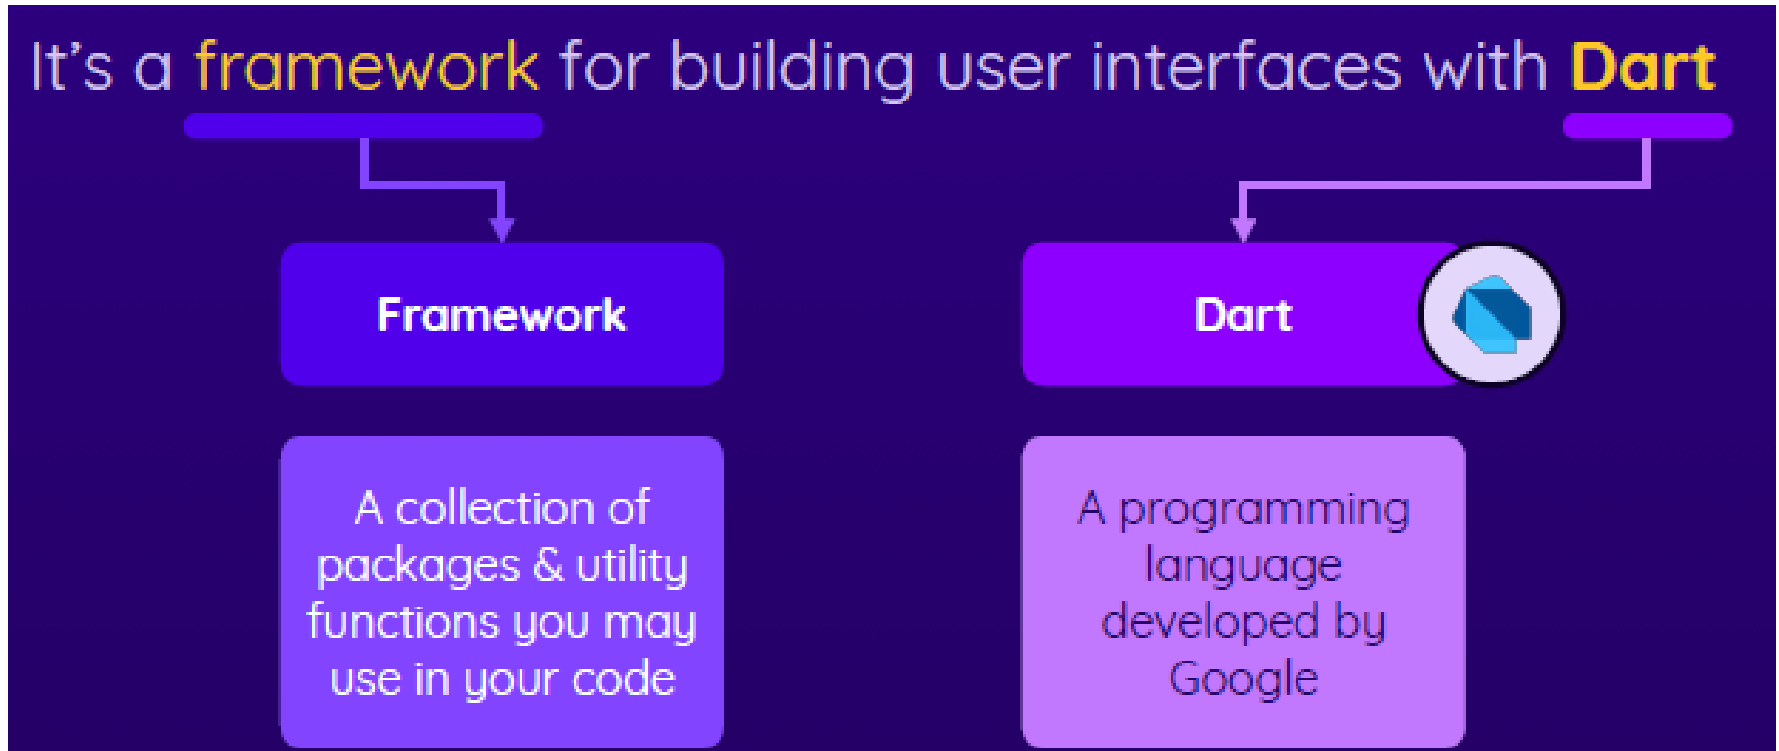 It's a framework for building user interfaces with Dart
Framework
Dart
A collection of
packages & utility
functions you may
use in your code
A programming
language
developed by
Google